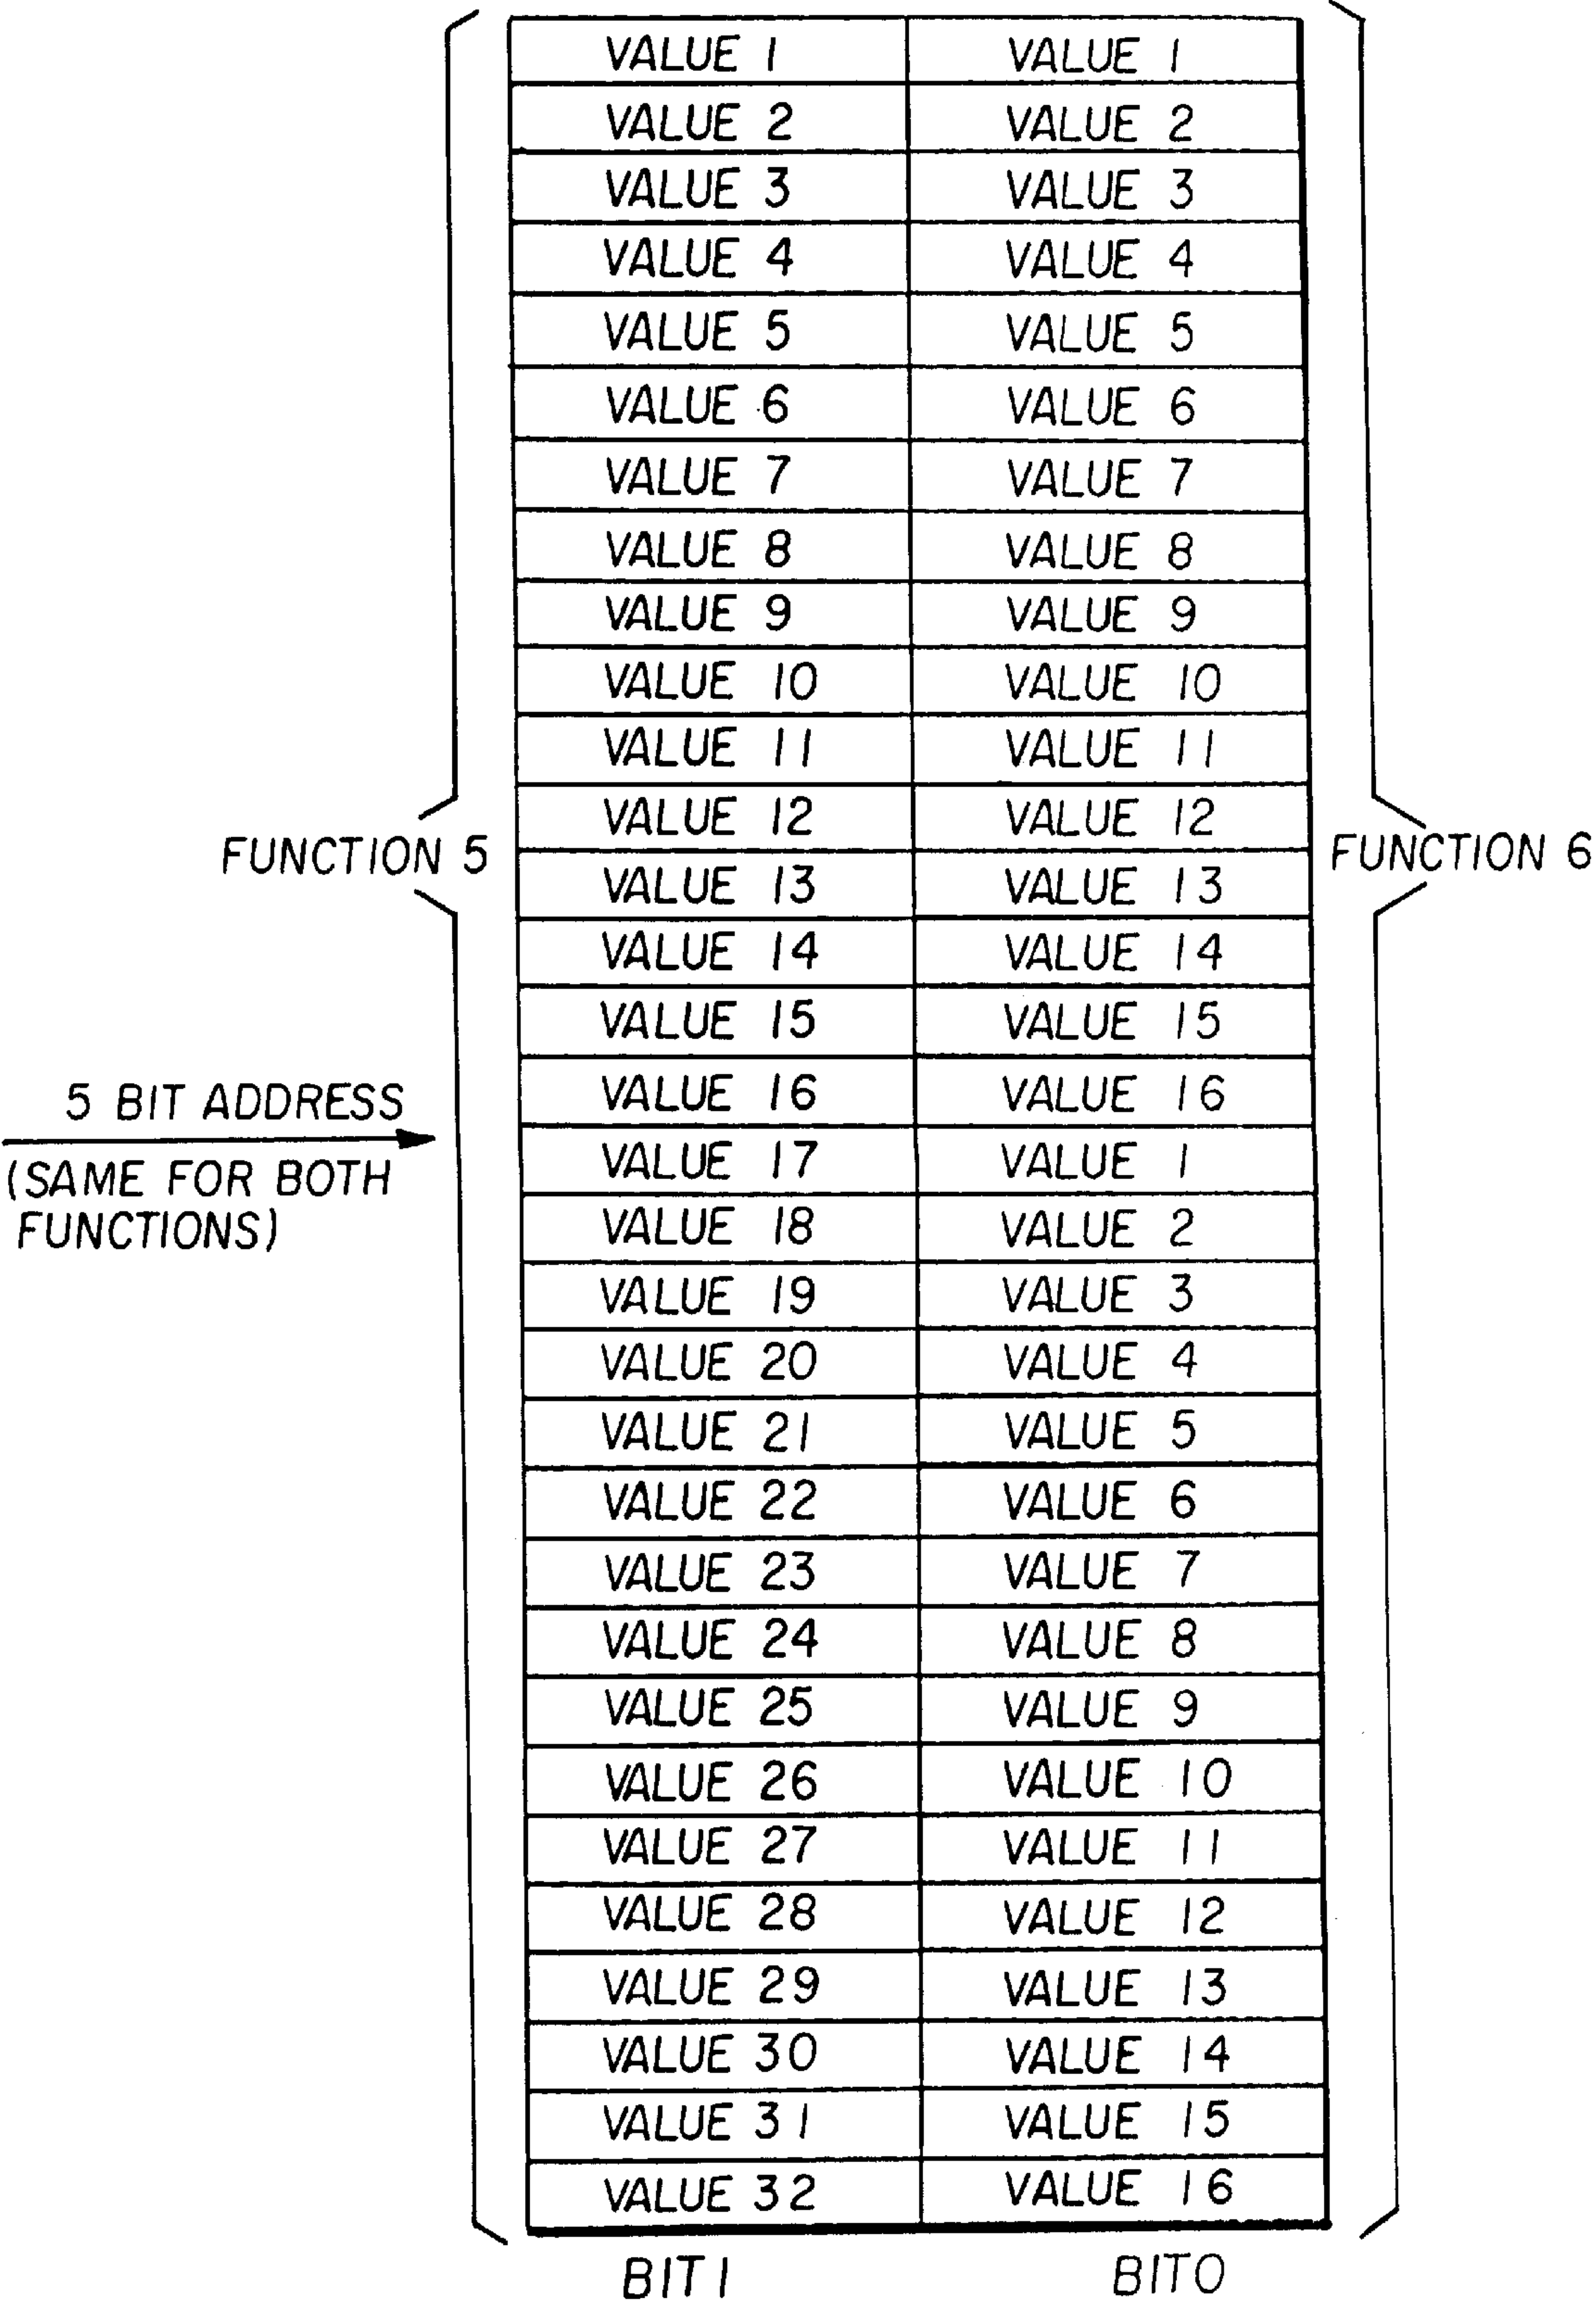 VALUE 1 VALUE 1
VALUE 2 VALUE 2
VALUE 3 VALUE 3
VALUE 4 VALUE 4
VALUE 5 VALUE 5
VALUE 6 VALUE 6
VALUE 7 VALUE 7
VALUE 8 VALUE 8
VALUE 9 VALUE 9
VALUE 10 VALUE 10
VALUE 11 VALUE 11
VALUE 12 VALUE 12
FUNCTION 5
FUNCTION 6
VALUE 13 VALUE 13
VALUE 14 VALUE 14
VALUE 15 VALUE 15
VALUE 16 VALUE 16
5 BIT ADDRESS
(SAME FOR BOTH
FUNCTIONS)
VALUE 17 VALUE 1
VALUE 18 VALUE 2
VALUE 19 VALUE 3
VALUE 20 VALUE 4
VALUE 21 VALUE 5
VALUE 22 VALUE 6
VALUE 23 VALUE 7
VALUE 24 VALUE 8
VALUE 25 VALUE 9
VALUE 26 VALUE 10
VALUE 27 VALUE 11
VALUE 28 VALUE 12
VALUE 29 VALUE 13
VALUE 30 VALUE 14
VALUE 31 VALUE 15
VALUE 32 VALUE 16
BIT1 BIT0